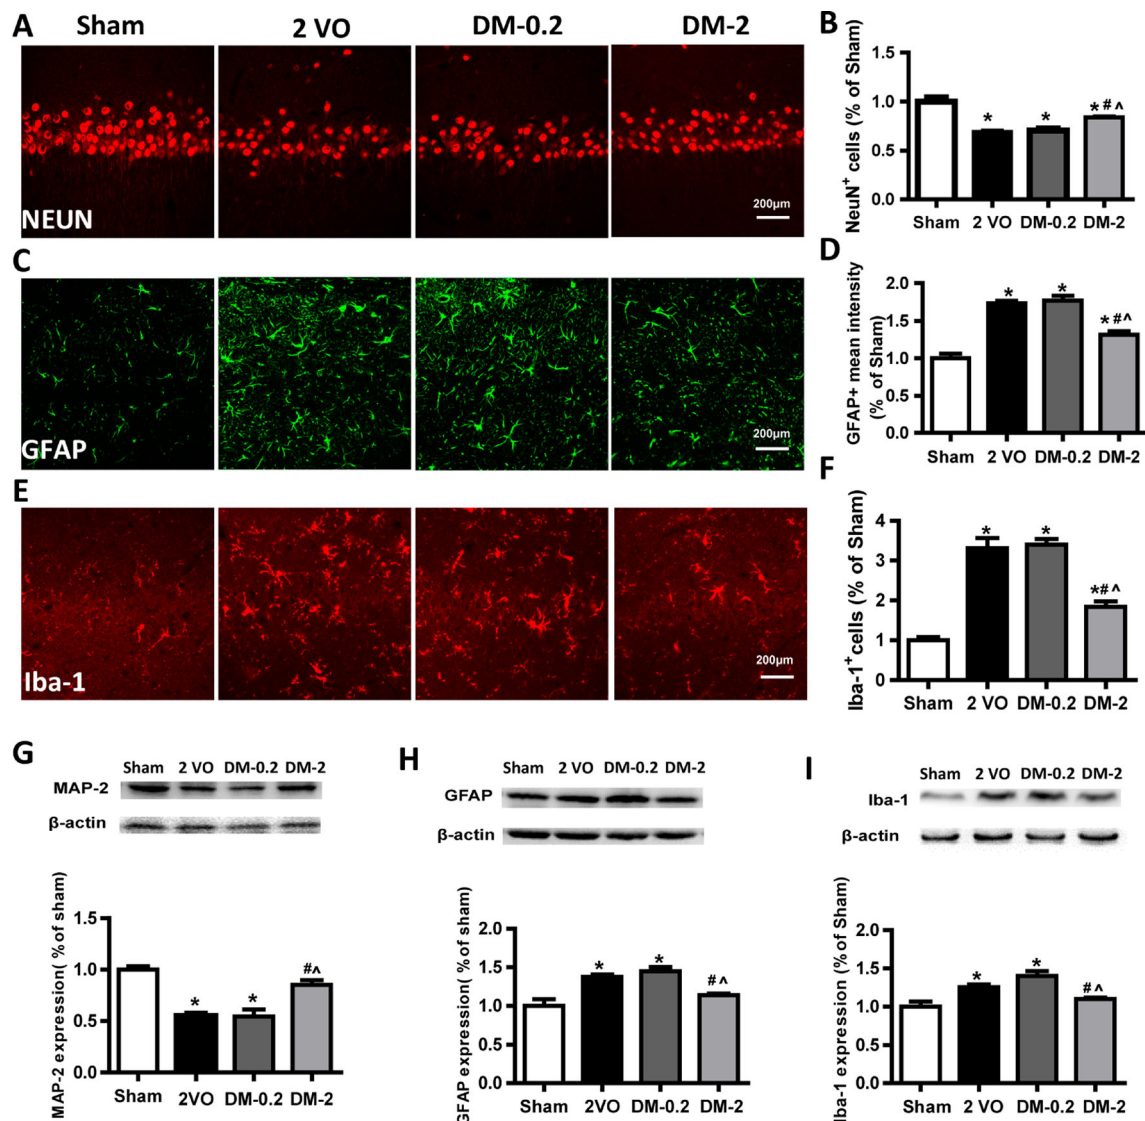 A
Sham
2 VO
DM-0.2
DM-2
NEUN
200μm
B
NeuN+ cells (% of Sham)
1.5
1.0
0.5
0.0
*
*
*#^
Sham 2 VO DM-0.2 DM-2
C
GFAP
200μm
D
GFAP+ mean intensity
(% of Sham)
2.0
1.5
1.0
0.5
0.0
*
*
*#^
Sham 2 VO DM-0.2 DM-2
E
Iba-1
200μm
F
Iba-1+cells (% of Sham)
4
3
2
1
0
*
*
*#^
Sham 2 VO DM-0.2 DM-2
G
Sham 2 VO DM-0.2 DM-2
MAP-2
β-actin
MAP-2 expression( %of sham)
1.5
1.0
0.5
0.0
*
*
#^
Sham 2VO DM-0.2 DM-2
H
Sham 2 VO DM-0.2 DM-2
GFAP
β-actin
GFAP expression( %of sham)
2.0
1.5
1.0
0.5
0.0
*
*
#^
Sham 2VO DM-0.2 DM-2
I
Sham 2 VO DM-0.2 DM-2
Iba-1
β-actin
Iba-1 expression (% of Sham)
2.0
1.5
1.0
0.5
0.0
*
*
#^
Sham 2 VO DM-0.2 DM-2